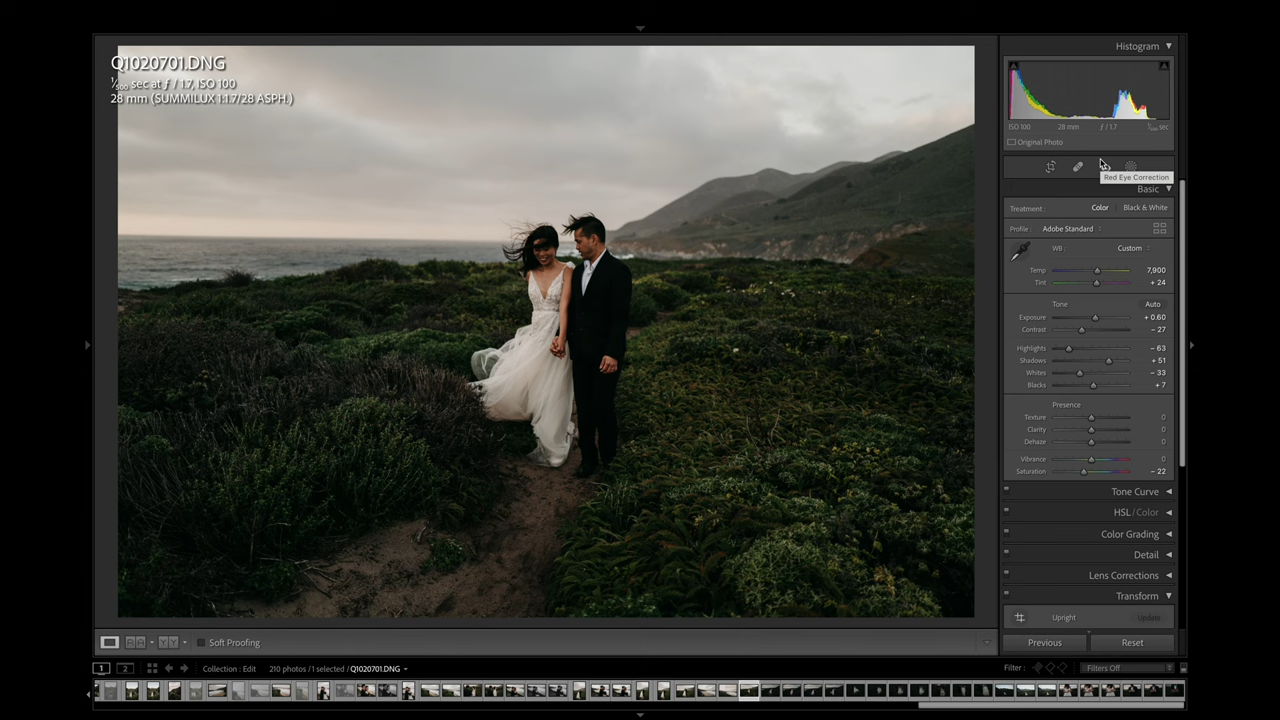 Q1020701.DNG
1/500 sec at ƒ / 1.7, ISO 100
28 mm (SUMMILUX 1:1.7/28 ASPH.)
Histogram
ISO 100 28 mm ƒ / 1.7 1/500 sec
Original Photo
Red Eye Correction
Basic
Treatment : Color Black & White
Profile : Adobe Standard
WB : Custom
Temp 7,900
Tint + 24
Tone Auto
Exposure + 0.60
Contrast − 27
Highlights − 63
Shadows + 51
Whites − 33
Blacks + 7
Presence
Texture 0
Clarity 0
Dehaze 0
Vibrance 0
Saturation − 22
Tone Curve
HSL / Color
Color Grading
Detail
Lens Corrections
Transform
Upright Update
Previous Reset
Soft Proofing
1 2 Collection : Edit 210 photos / 1 selected / Q1020701.DNG Filter : Filters Off